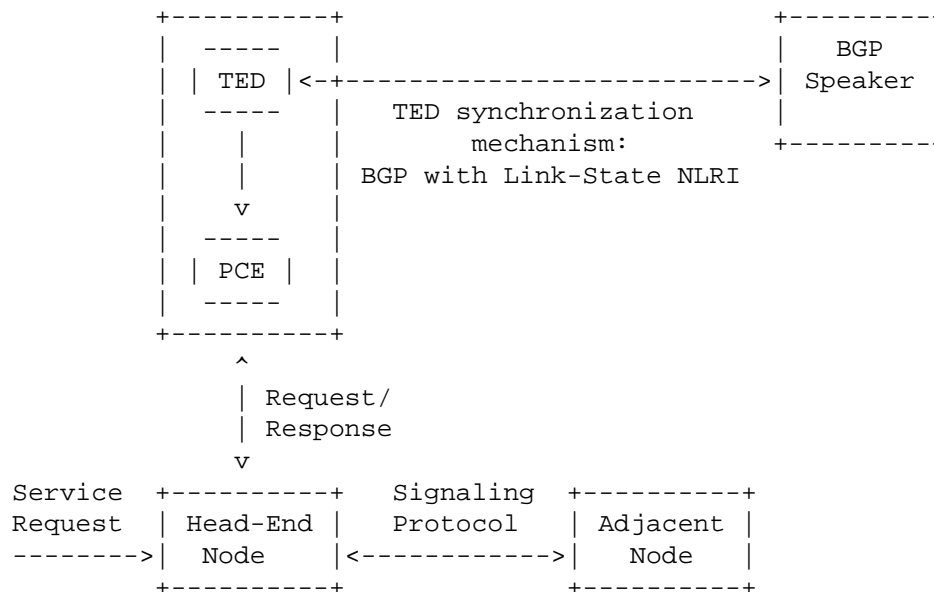 BGP
TED
Speaker
TED synchronization
mechanism:
BGP with Link-State NLRI
PCE
Request/
Response
Service Signaling
Request Head-End Protocol Adjacent
Node Node